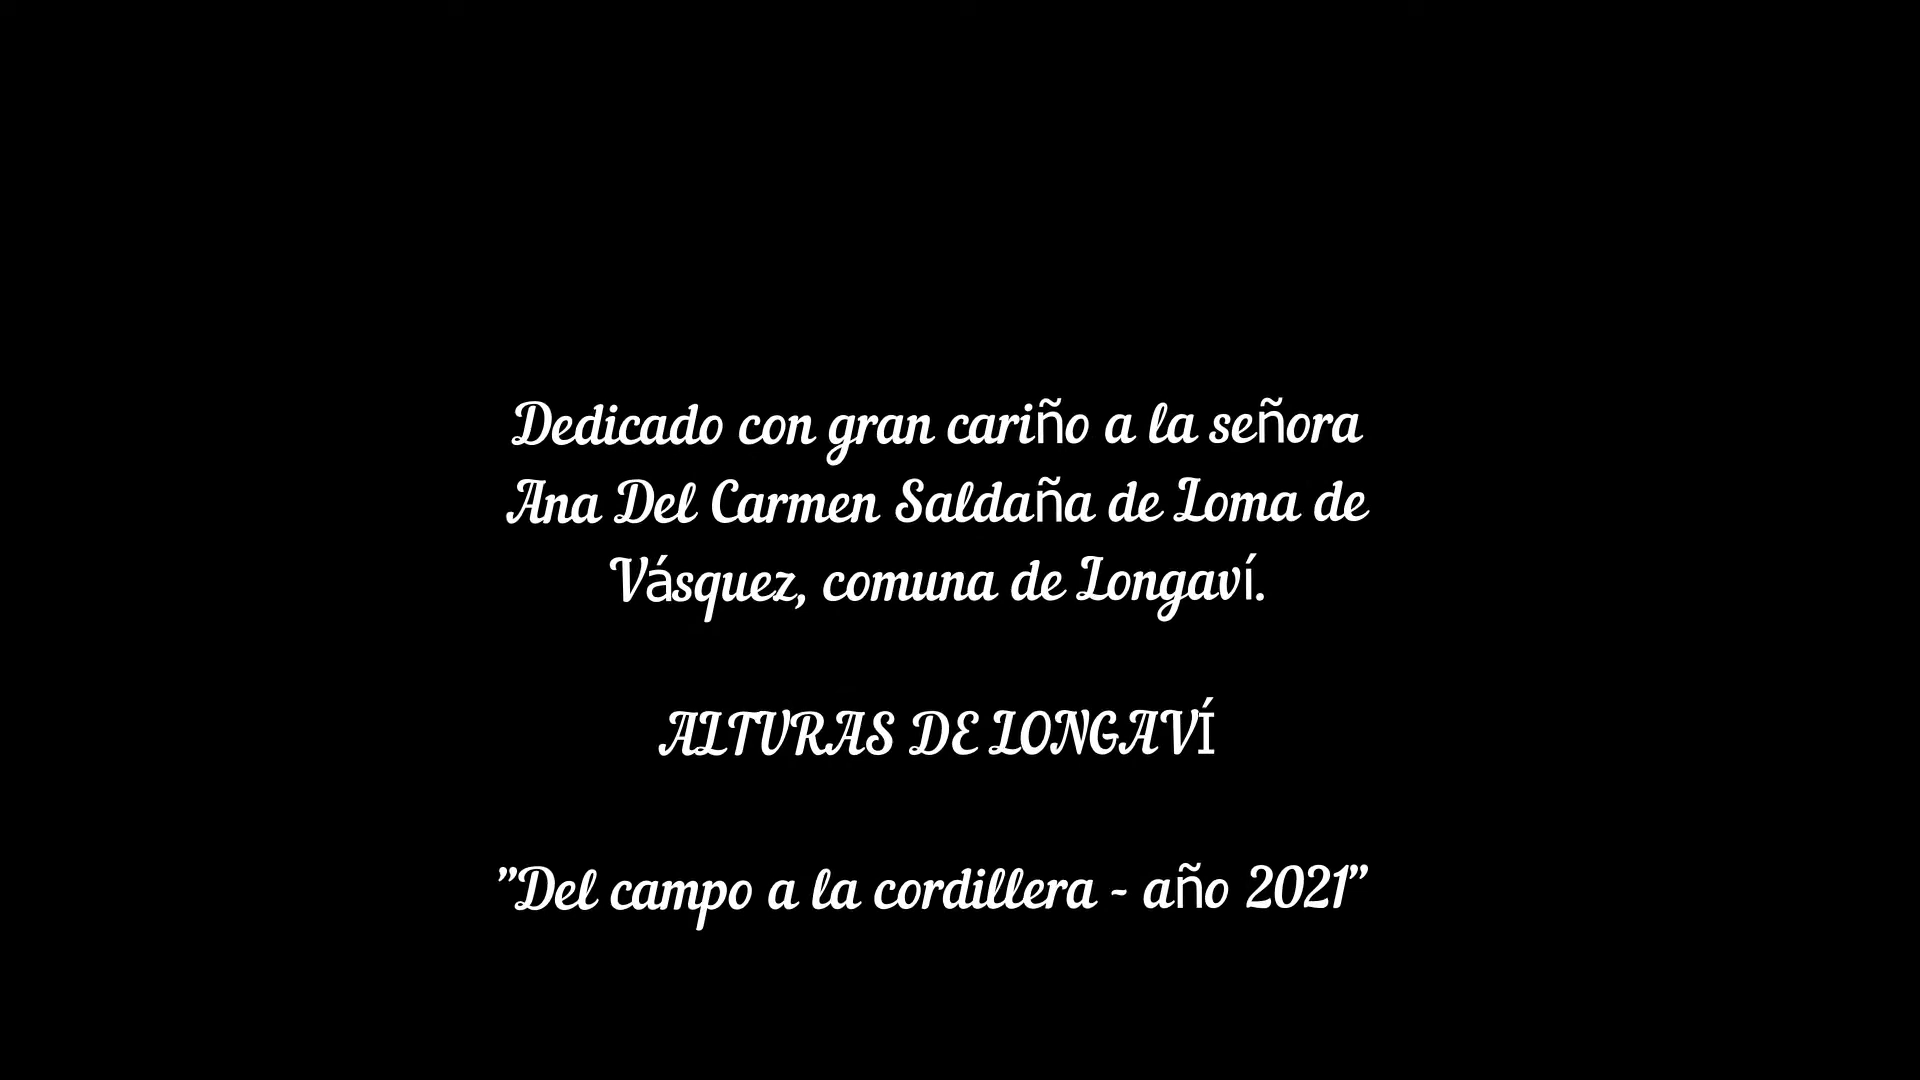 Dedicado con gran cariño a la señora
Ana Del Carmen Saldaña de Loma de
Vásquez, comuna de Longaví.
ALTURAS DE LONGAVÍ
"Del campo a la cordillera - año 2021"